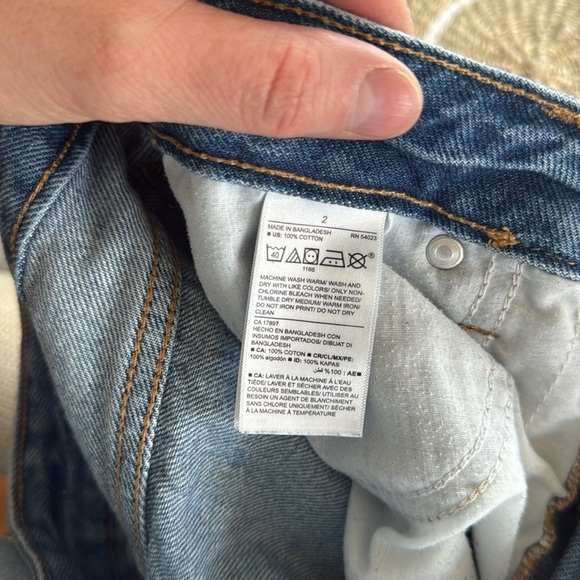 2
MADE IN BANGLADESH RN 54023
■ US: 100% COTTON
40 ®
1166
MACHINE WASH WARM/ WASH AND
DRY WITH LIKE COLORS/ ONLY NON-
CHLORINE BLEACH WHEN NEEDED/
TUMBLE DRY MEDIUM/ WARM IRON/
DO NOT IRON PRINT/ DO NOT DRY
CLEAN
CA 17897
HECHO EN BANGLADESH CON
INSUMOS IMPORTADOS/ DIBUAT DI
BANGLADESH
■ CA: 100% COTON ■ CR/CL/MX/PE:
100% algodón ■ ID: 100% KAPAS
■ AE: 100% قطن
■ CA: LAVER À LA MACHINE À L'EAU
TIÈDE/ LAVER ET SÉCHER AVEC DES
COULEURS SEMBLABLES/ UTILISER AU
BESOIN UN AGENT DE BLANCHIMENT
SANS CHLORE UNIQUEMENT/ SÉCHER
À LA MACHINE À TEMPÉRATURE